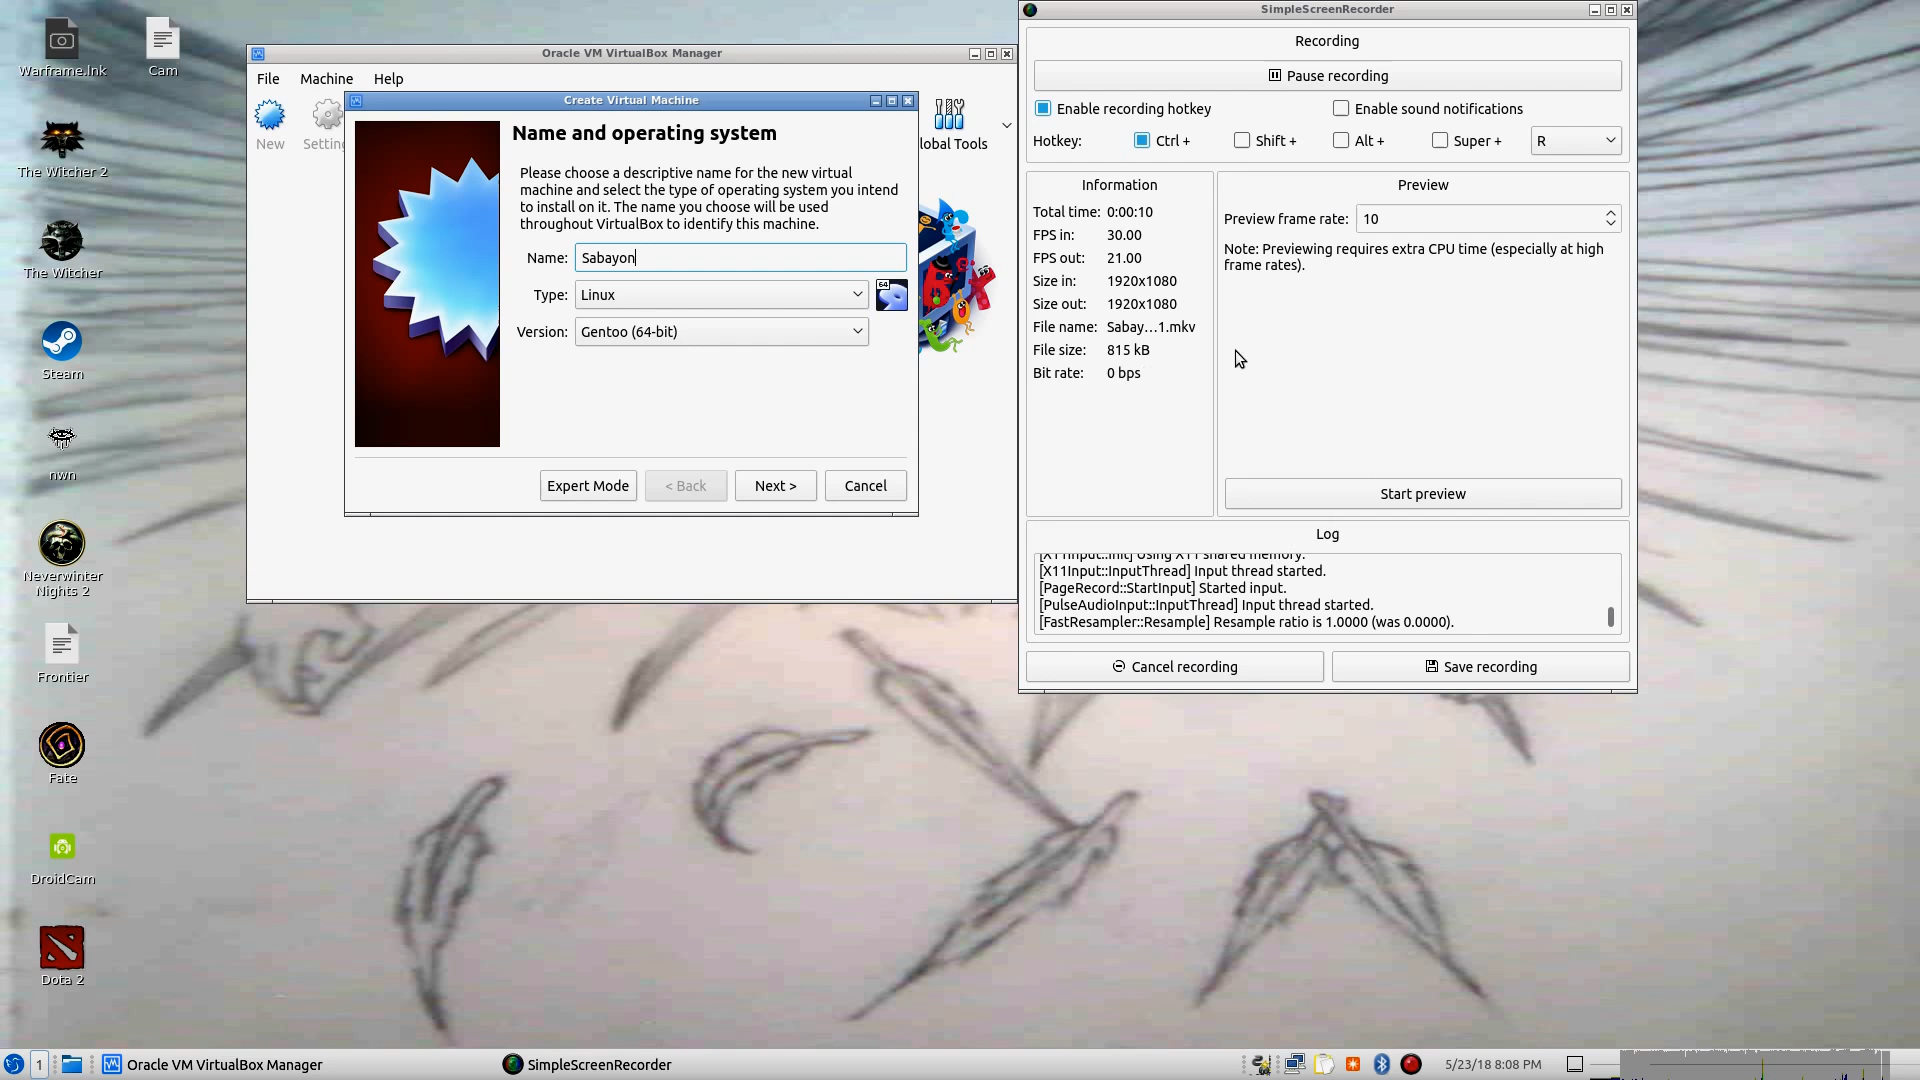 Warframe.lnk
Cam
The Witcher 2
The Witcher
Steam
nwn
Neverwinter
Nights 2
Frontier
Fate
DroidCam
Dota 2
Oracle VM VirtualBox Manager
File Machine Help
New
Setting
lobal Tools
Create Virtual Machine
Name and operating system
Please choose a descriptive name for the new virtual
machine and select the type of operating system you intend
to install on it. The name you choose will be used
throughout VirtualBox to identify this machine.
Name: Sabayon
Type: Linux
64
Version: Gentoo (64-bit)
Expert Mode
< Back
Next >
Cancel
SimpleScreenRecorder
Recording
Pause recording
Enable recording hotkey
Enable sound notifications
Hotkey: Ctrl + Shift + Alt + Super + R
Information
Total time: 0:00:10
FPS in: 30.00
FPS out: 21.00
Size in: 1920x1080
Size out: 1920x1080
File name: Sabay…1.mkv
File size: 815 kB
Bit rate: 0 bps
Preview
Preview frame rate: 10
Note: Previewing requires extra CPU time (especially at high
frame rates).
Start preview
Log
[X11Input::Init] Using X11 shared memory.
[X11Input::InputThread] Input thread started.
[PageRecord::StartInput] Started input.
[PulseAudioInput::InputThread] Input thread started.
[FastResampler::Resample] Resample ratio is 1.0000 (was 0.0000).
Cancel recording
Save recording
1
Oracle VM VirtualBox Manager
SimpleScreenRecorder
5/23/18 8:08 PM